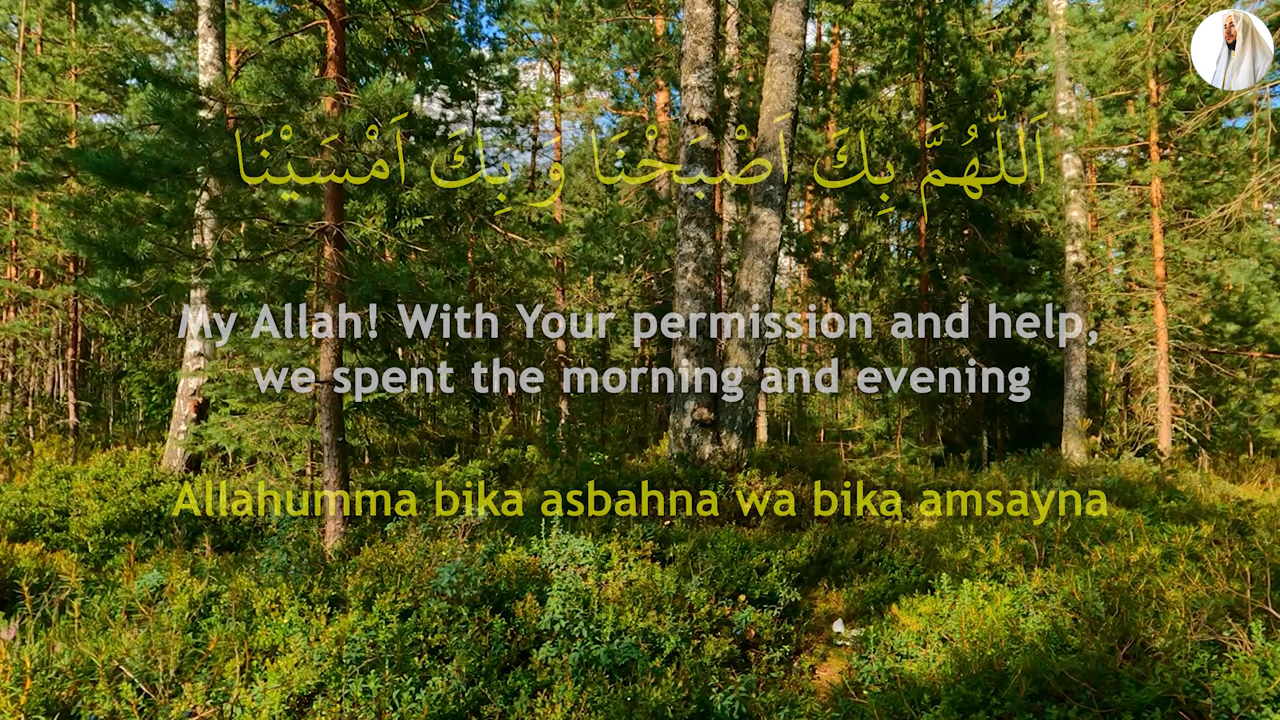 اَللّٰهُمَّ بِكَ اَصْبَحْنَا وَ بِكَ اَمْسَيْنَا
My Allah! With Your permission and help,
we spent the morning and evening
Allahumma bika asbahna wa bika amsayna